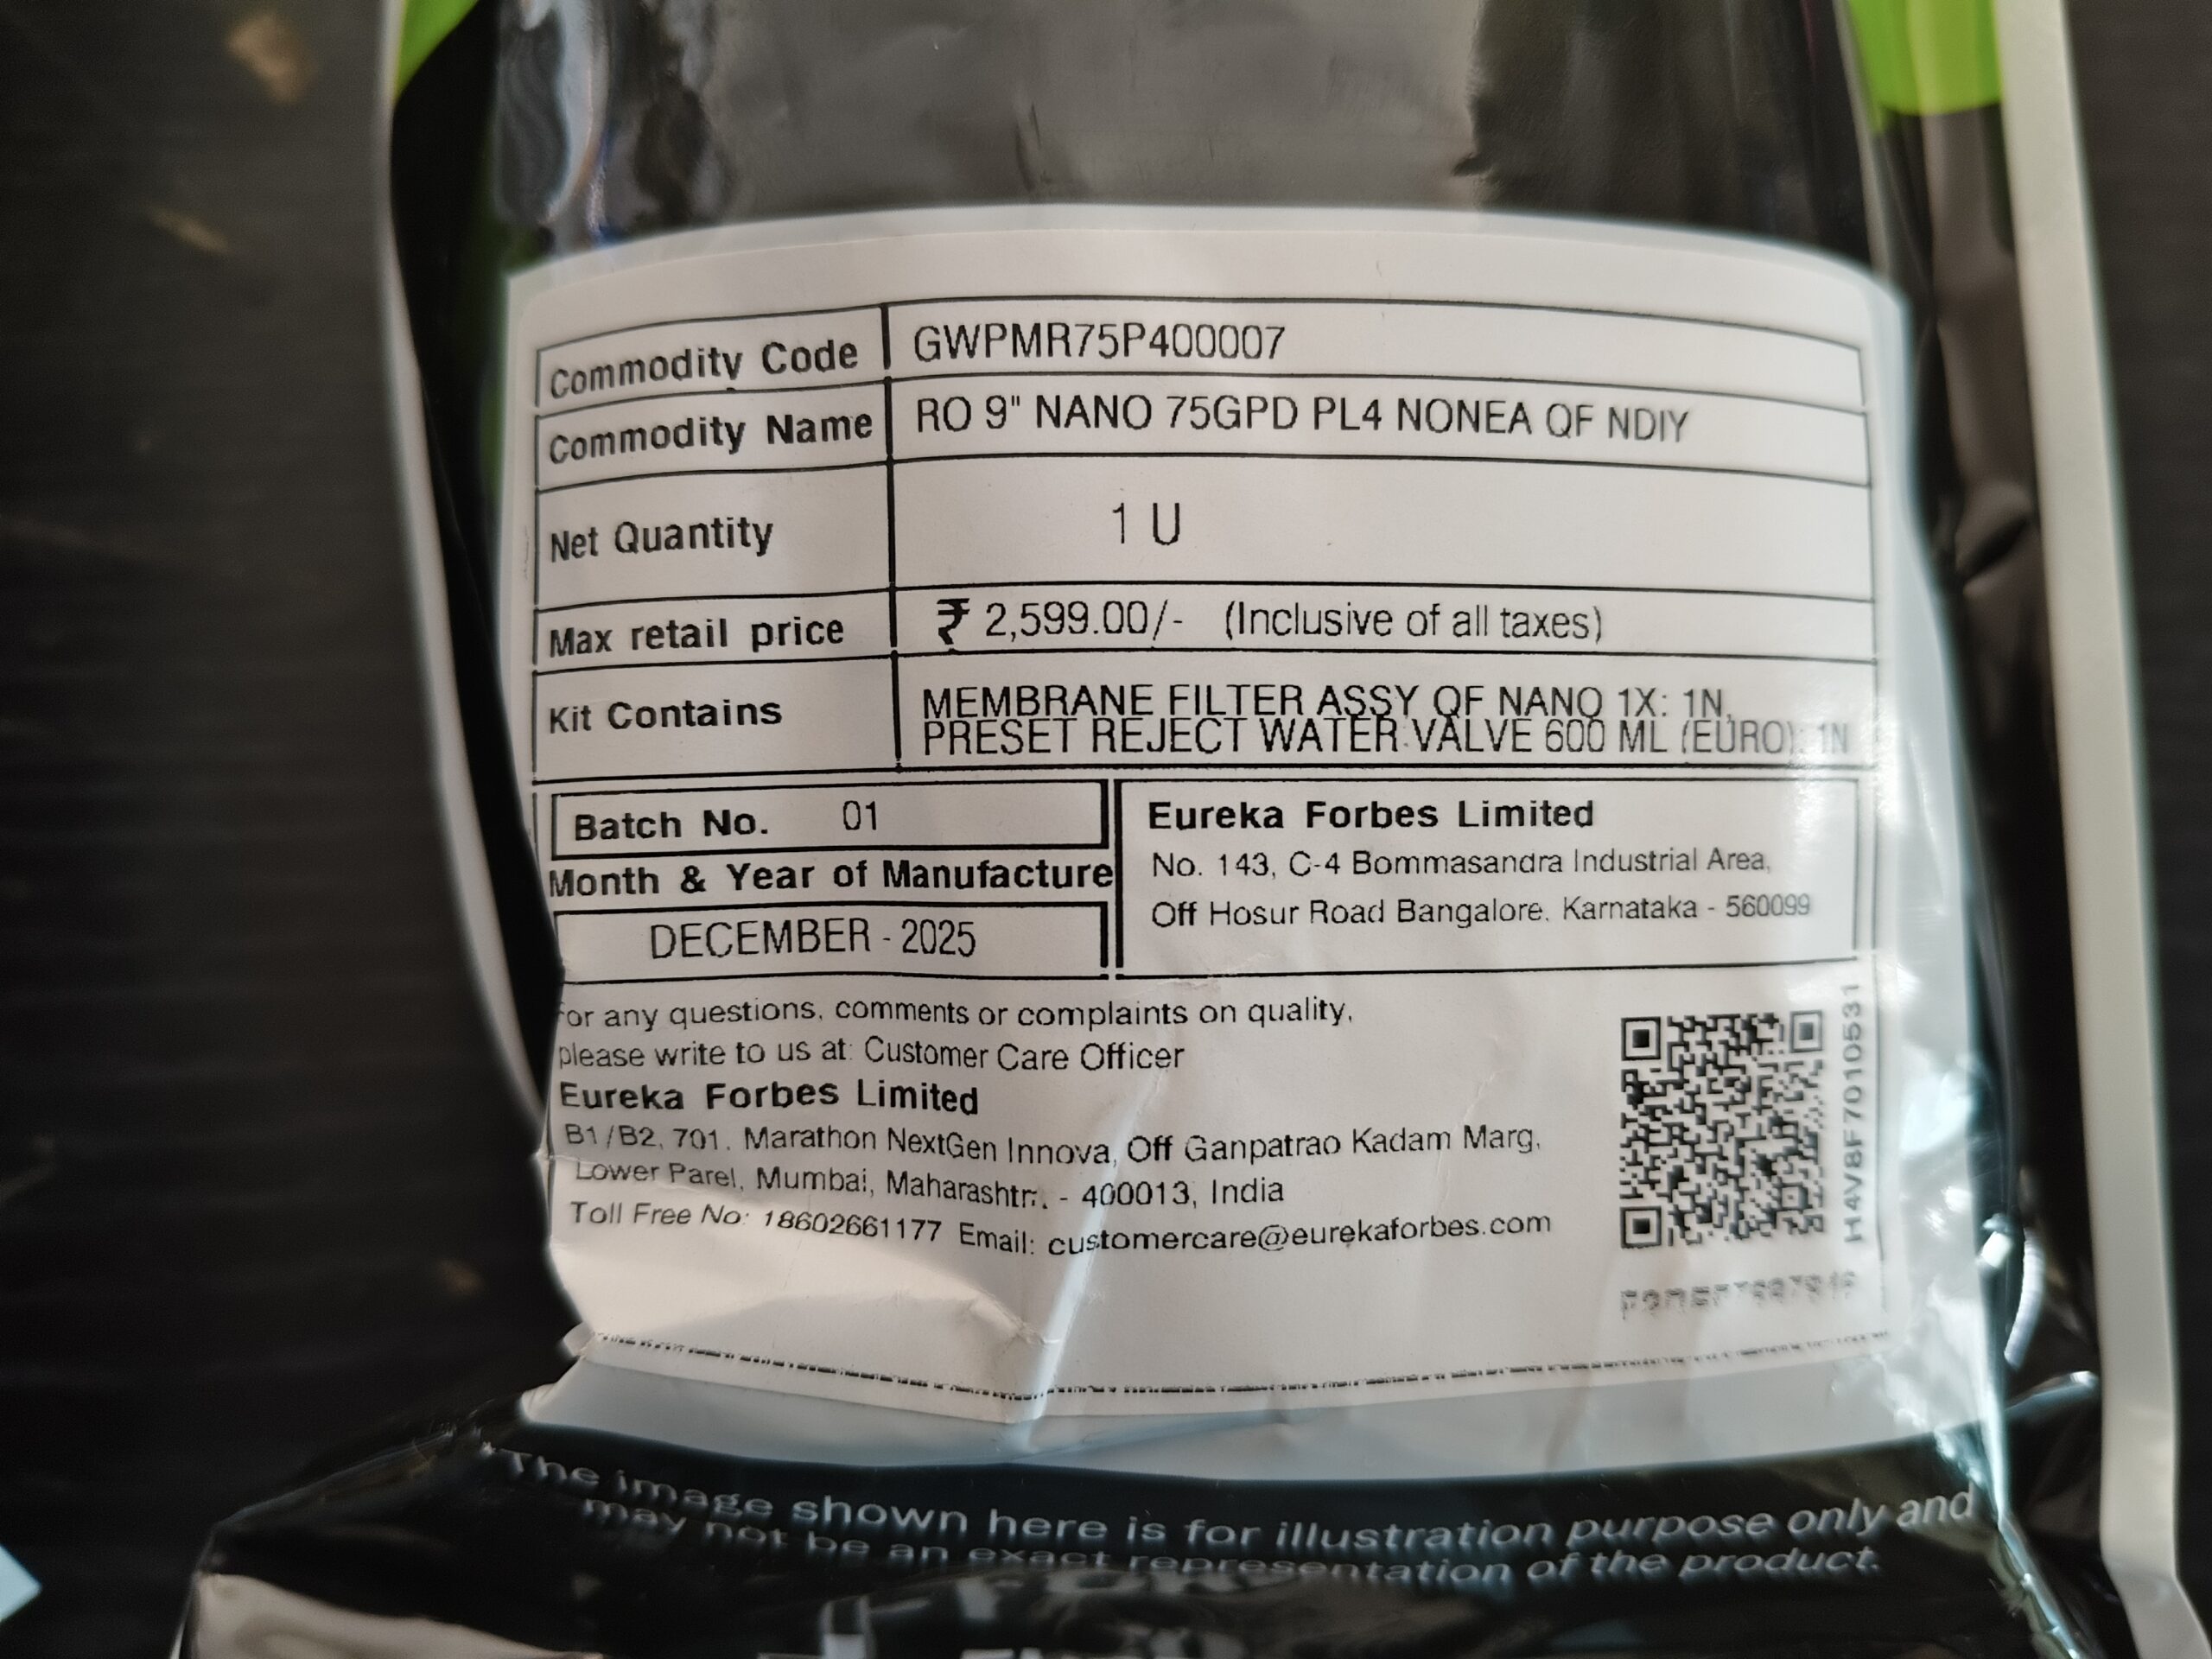 Commodity Code GWPMR75P400007
Commodity Name RO 9" NANO 75GPD PL4 NONEA QF NDIY
Net Quantity 1 U
Max retail price ₹ 2,599.00/- (Inclusive of all taxes)
Kit Contains MEMBRANE FILTER ASSY QF NANO 1X: 1N,
PRESET REJECT WATER VALVE 600 ML (EURO): 1N
Batch No. 01
Month & Year of Manufacture
DECEMBER - 2025
Eureka Forbes Limited
No. 143, C-4 Bommasandra Industrial Area,
Off Hosur Road Bangalore. Karnataka - 560099
For any questions, comments or complaints on quality,
please write to us at: Customer Care Officer
Eureka Forbes Limited
B1/B2, 701. Marathon NextGen Innova, Off Ganpatrao Kadam Marg,
Lower Parel, Mumbai, Maharashtra. - 400013, India
Toll Free No: 18602661177 Email: customercare@eurekaforbes.com
H4V8F7010531
The image shown here is for illustration purpose only and
may not be an exact representation of the product.